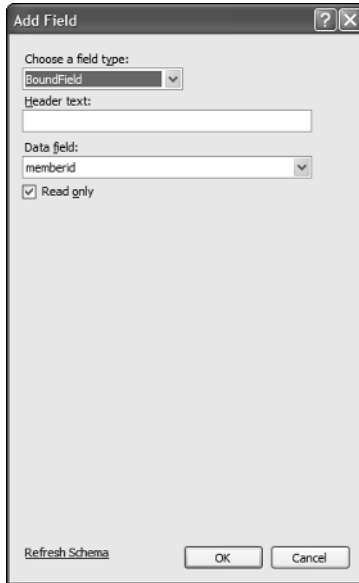 Add Field
Choose a field type:
BoundField
Header text:
Data field:
memberid
Read only
Refresh Schema
OK
Cancel